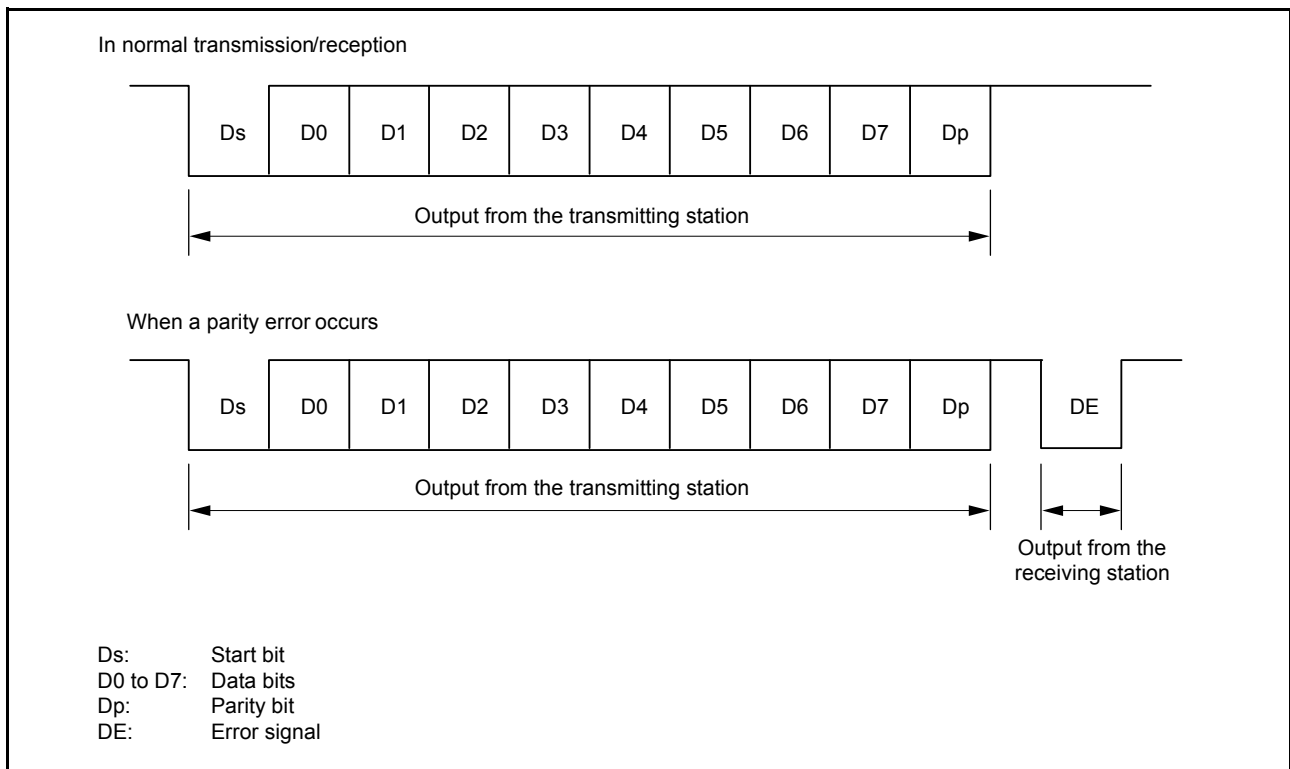 In normal transmission/reception
Ds D0 D1 D2 D3 D4 D5 D6 D7 Dp
Output from the transmitting station
When a parity error occurs
Ds D0 D1 D2 D3 D4 D5 D6 D7 Dp DE
Output from the transmitting station
Output from the
receiving station
Ds: Start bit
D0 to D7: Data bits
Dp: Parity bit
DE: Error signal